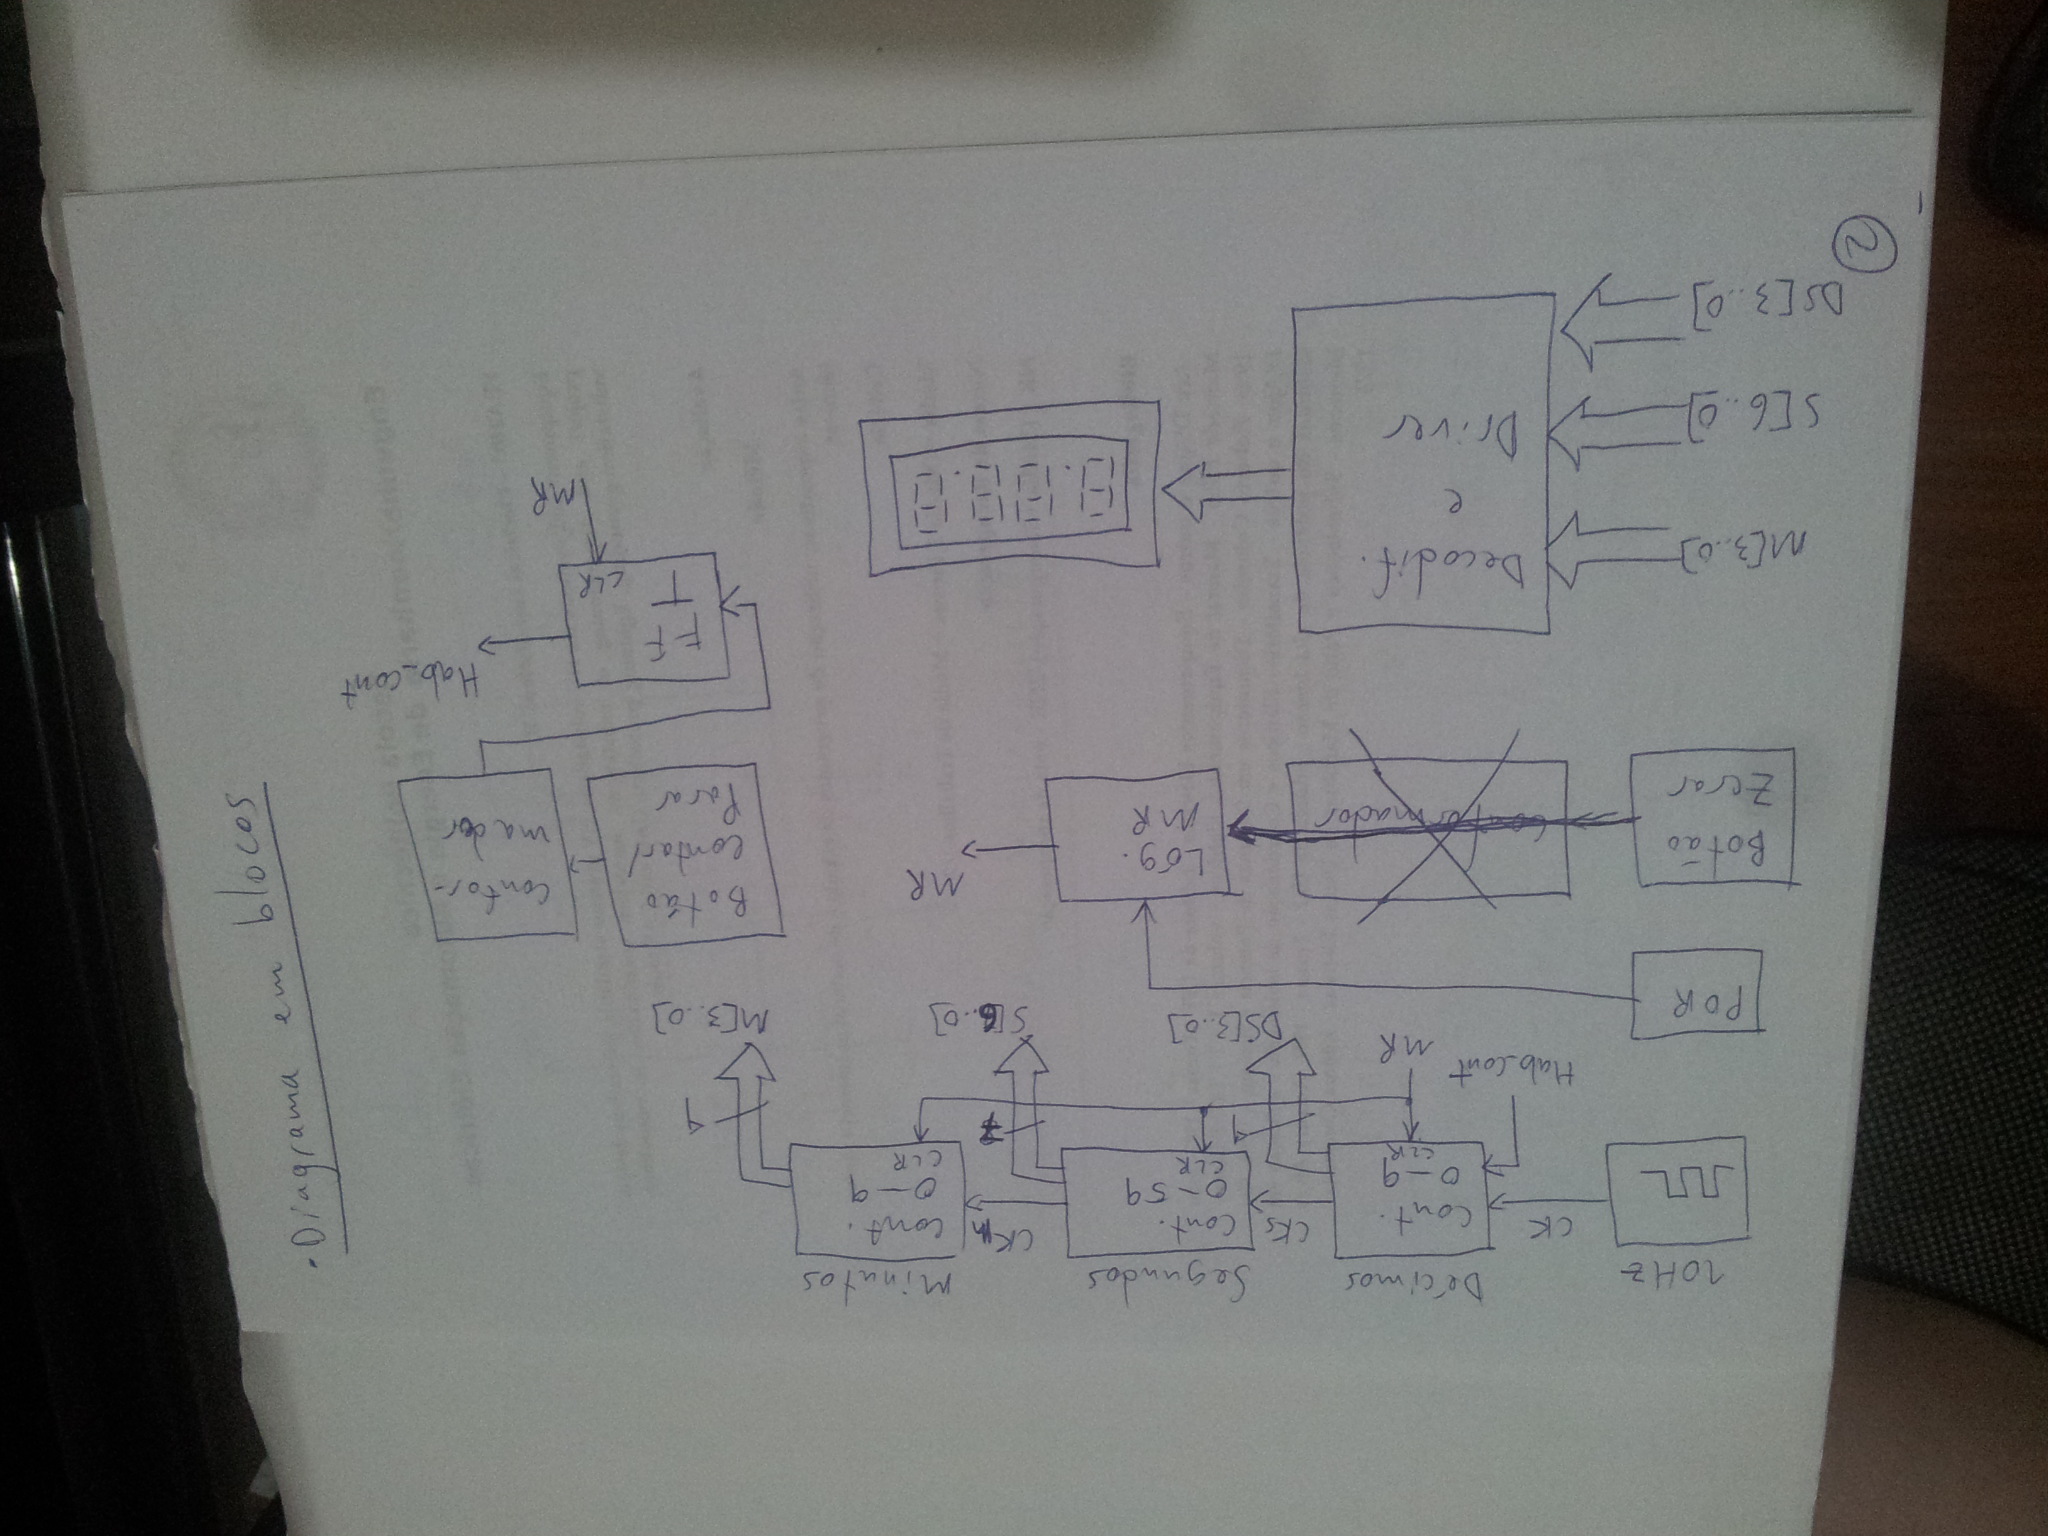 10Hz
Décimos
Segundos
Minutos
CK
Cont.
0-9
CLR
CKs
Cont.
0-59
CLR
CKm
Cont.
0-9
CLR
Hab_cont
MR
4
7
4
DS[3..0]
S[6..0]
M[3..0]
POR
Botão
Zerar
Conformador
Lóg.
MR
MR
Botão
contar/
Parar
Confor-
mador
FF
T
CLR
Hab_cont
MR
M[3..0]
S[6..0]
DS[3..0]
Decodif.
e
Driver
8.88.8
2
• Diagrama em blocos